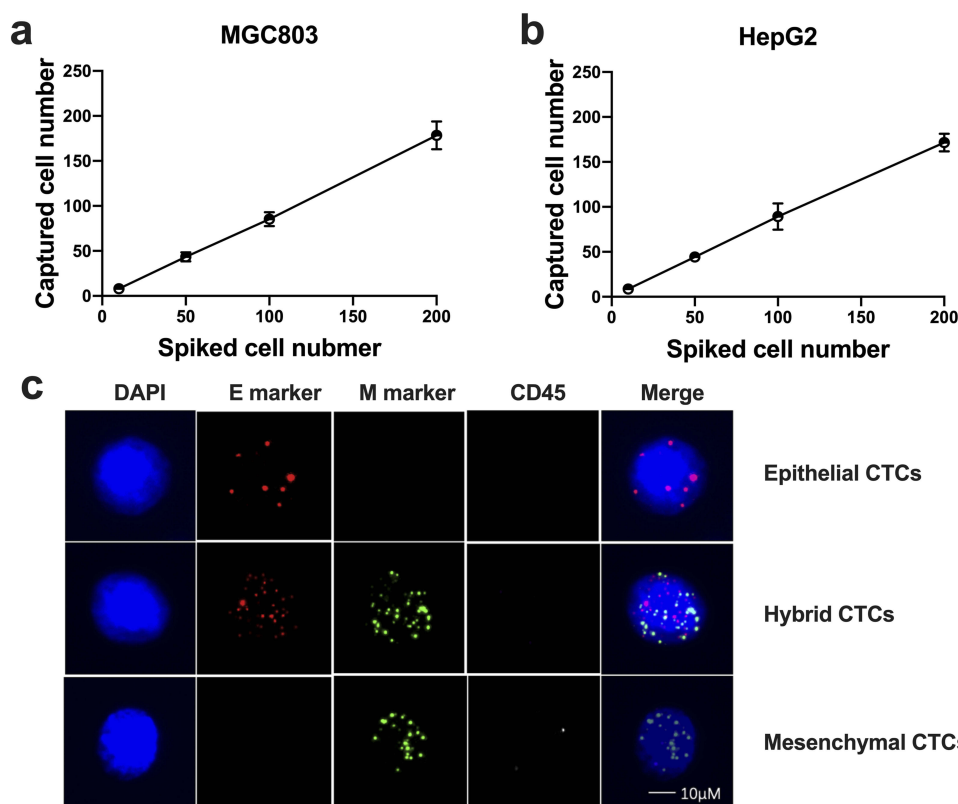 a
MGC803
Captured cell number
250
200
150
100
50
0
0 50 100 150 200
Spiked cell nubmer
b
HepG2
Captured cell number
250
200
150
100
50
0
0 50 100 150 200
Spiked cell number
c
DAPI E marker M marker CD45 Merge
Epithelial CTCs
Hybrid CTCs
Mesenchymal CTCs
10μM